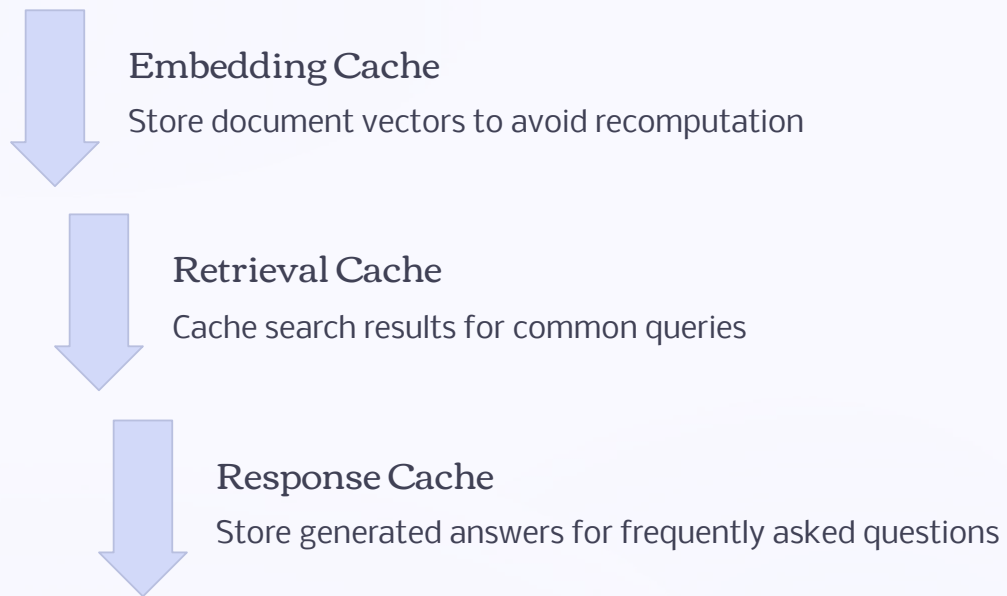 Embedding Cache
Store document vectors to avoid recomputation
Retrieval Cache
Cache search results for common queries
Response Cache
Store generated answers for frequently asked questions